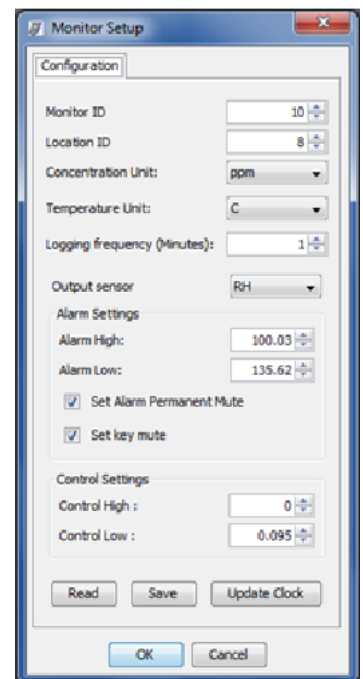 Monitor Setup
Configuration
Monitor ID 10
Location ID 8
Concentration Unit: ppm
Temperature Unit: C
Logging frequency (Minutes): 1
Output sensor RH
Alarm Settings
Alarm High: 100.03
Alarm Low: 135.62
Set Alarm Permanent Mute
Set key mute
Control Settings
Control High : 0
Control Low : 0.095
Read Save Update Clock
OK Cancel